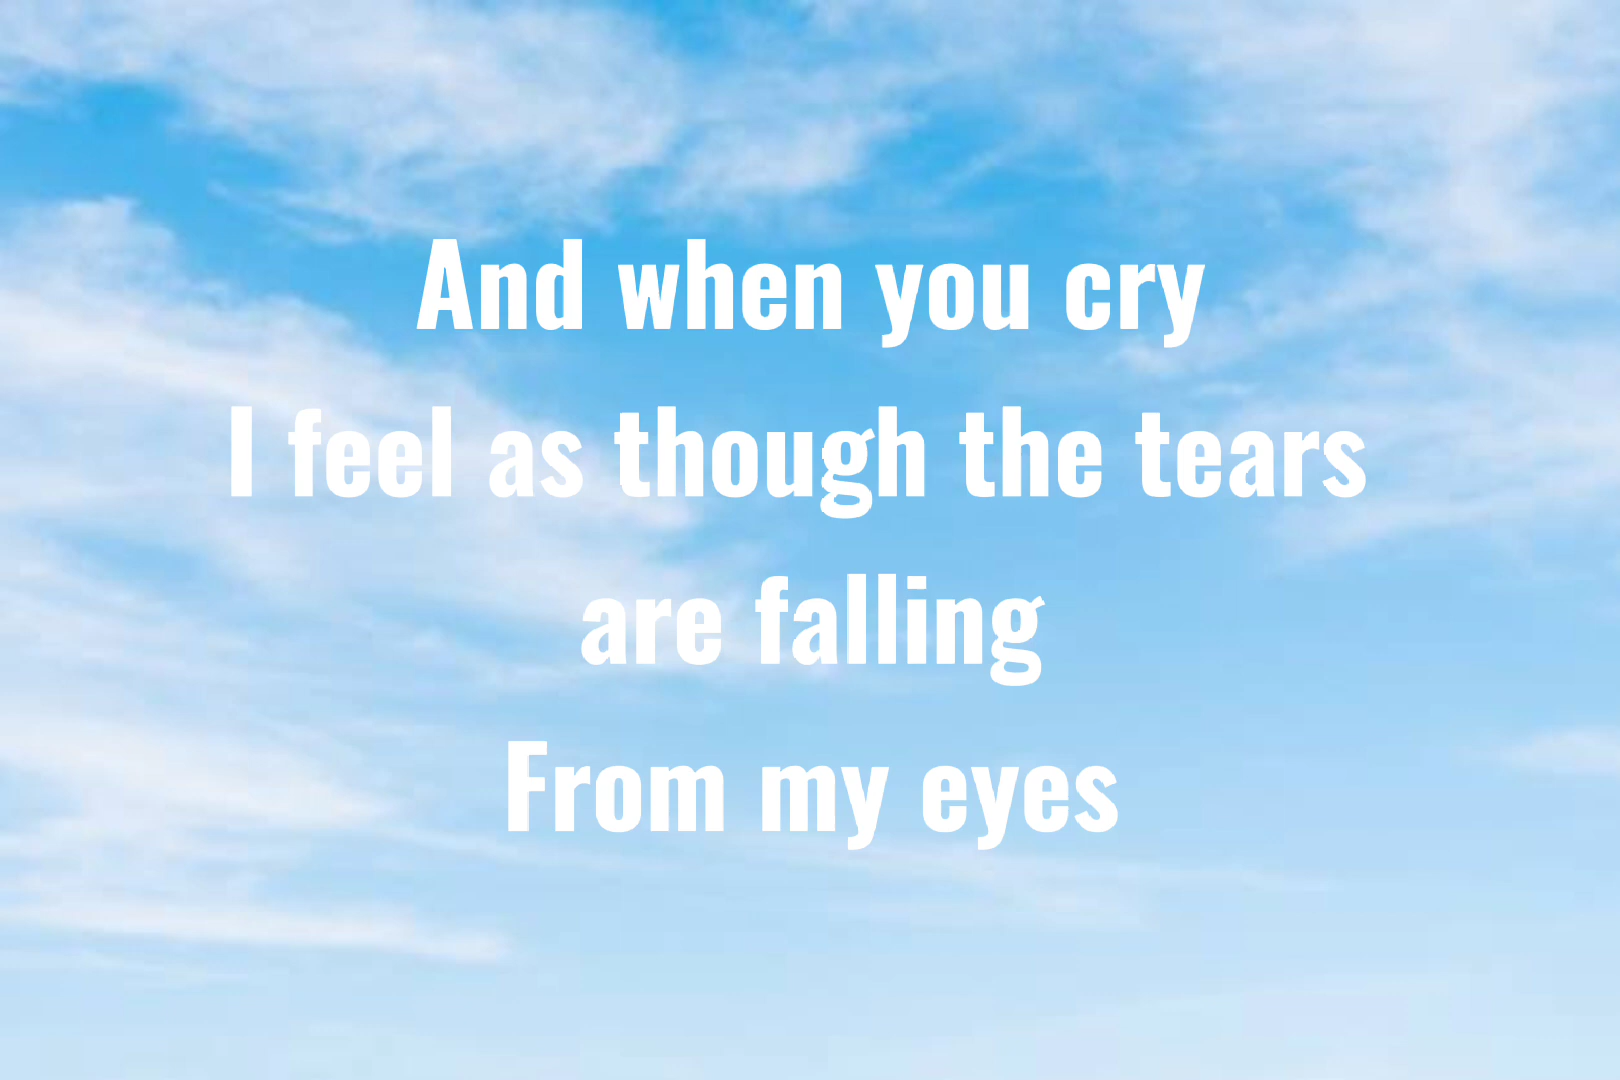 And when you cry
I feel as though the tears
are falling
From my eyes